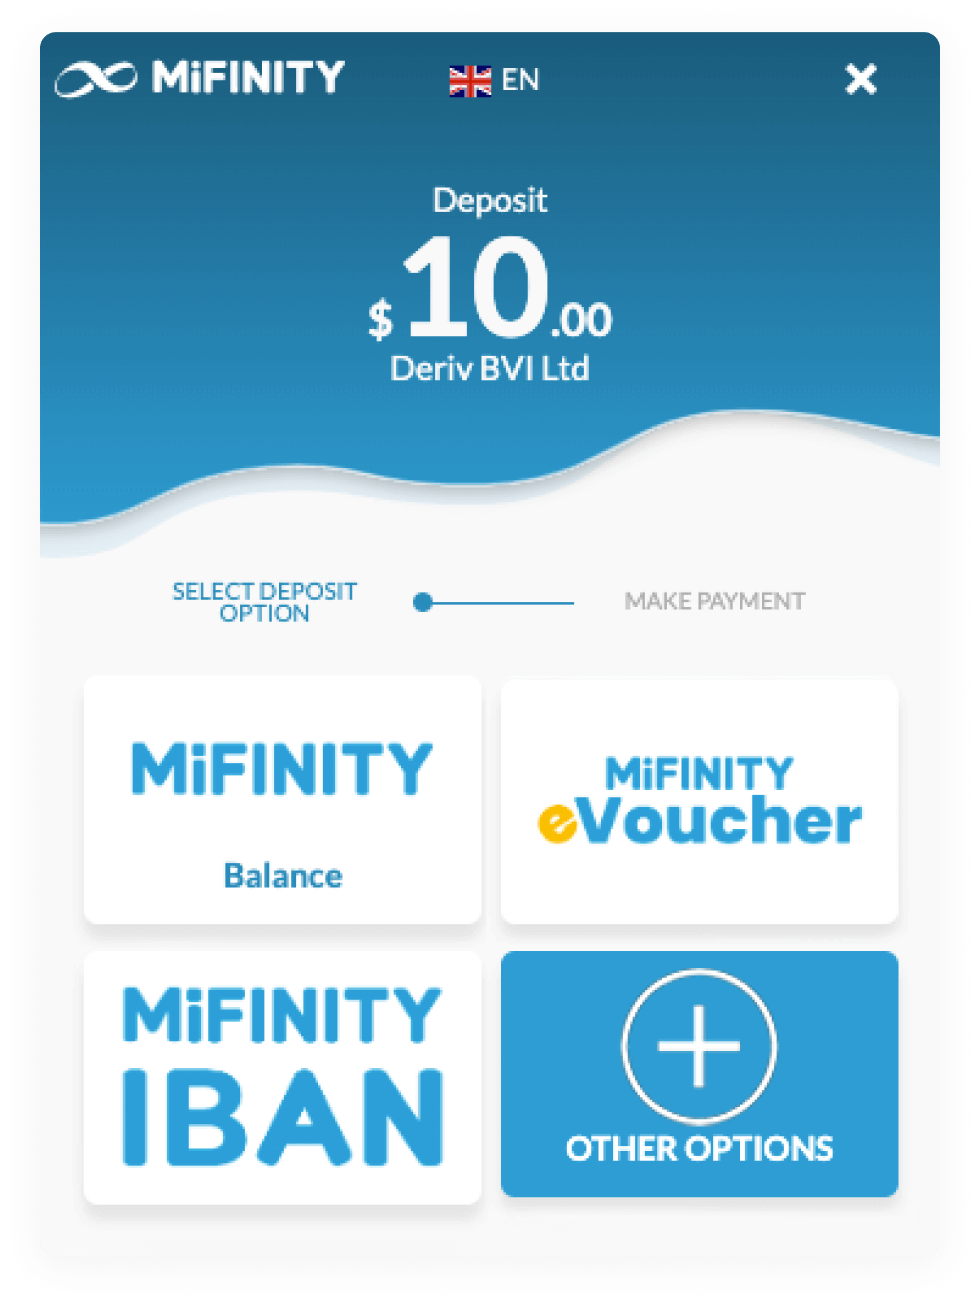 MiFINITY
EN
Deposit
$10.00
Deriv BVI Ltd
SELECT DEPOSIT
OPTION
MAKE PAYMENT
MiFINITY
Balance
MiFINITY
eVoucher
MiFINITY
IBAN
OTHER OPTIONS